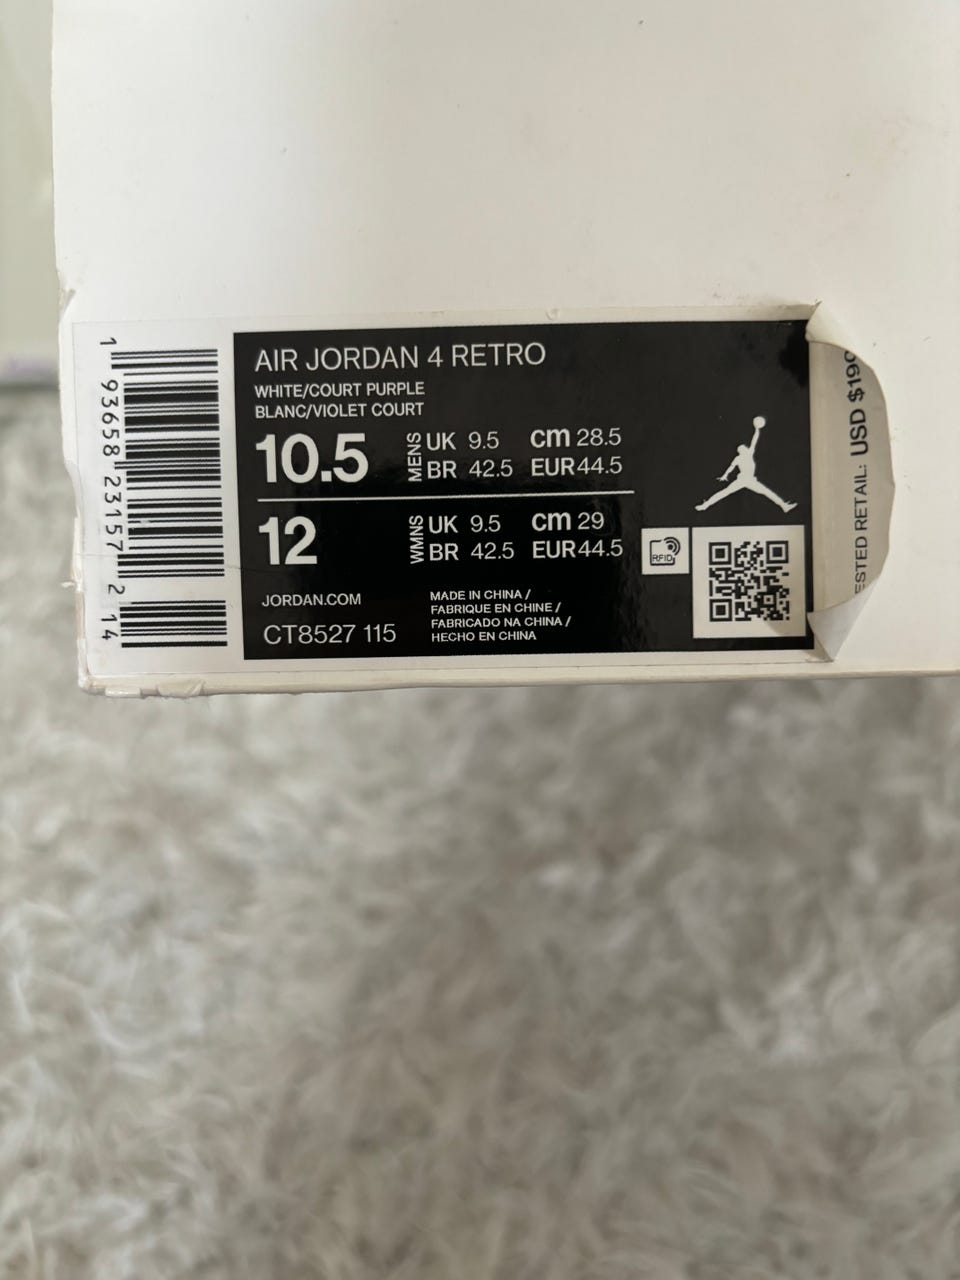 AIR JORDAN 4 RETRO
WHITE/COURT PURPLE
BLANC/VIOLET COURT
10.5 MENS UK 9.5 cm 28.5
BR 42.5 EUR 44.5
12 WMNS UK 9.5 cm 29
BR 42.5 EUR 44.5
RFID
JORDAN.COM
CT8527 115
MADE IN CHINA /
FABRIQUE EN CHINE /
FABRICADO NA CHINA /
HECHO EN CHINA
1 93658 23157 2 14
RETAIL: USD $190